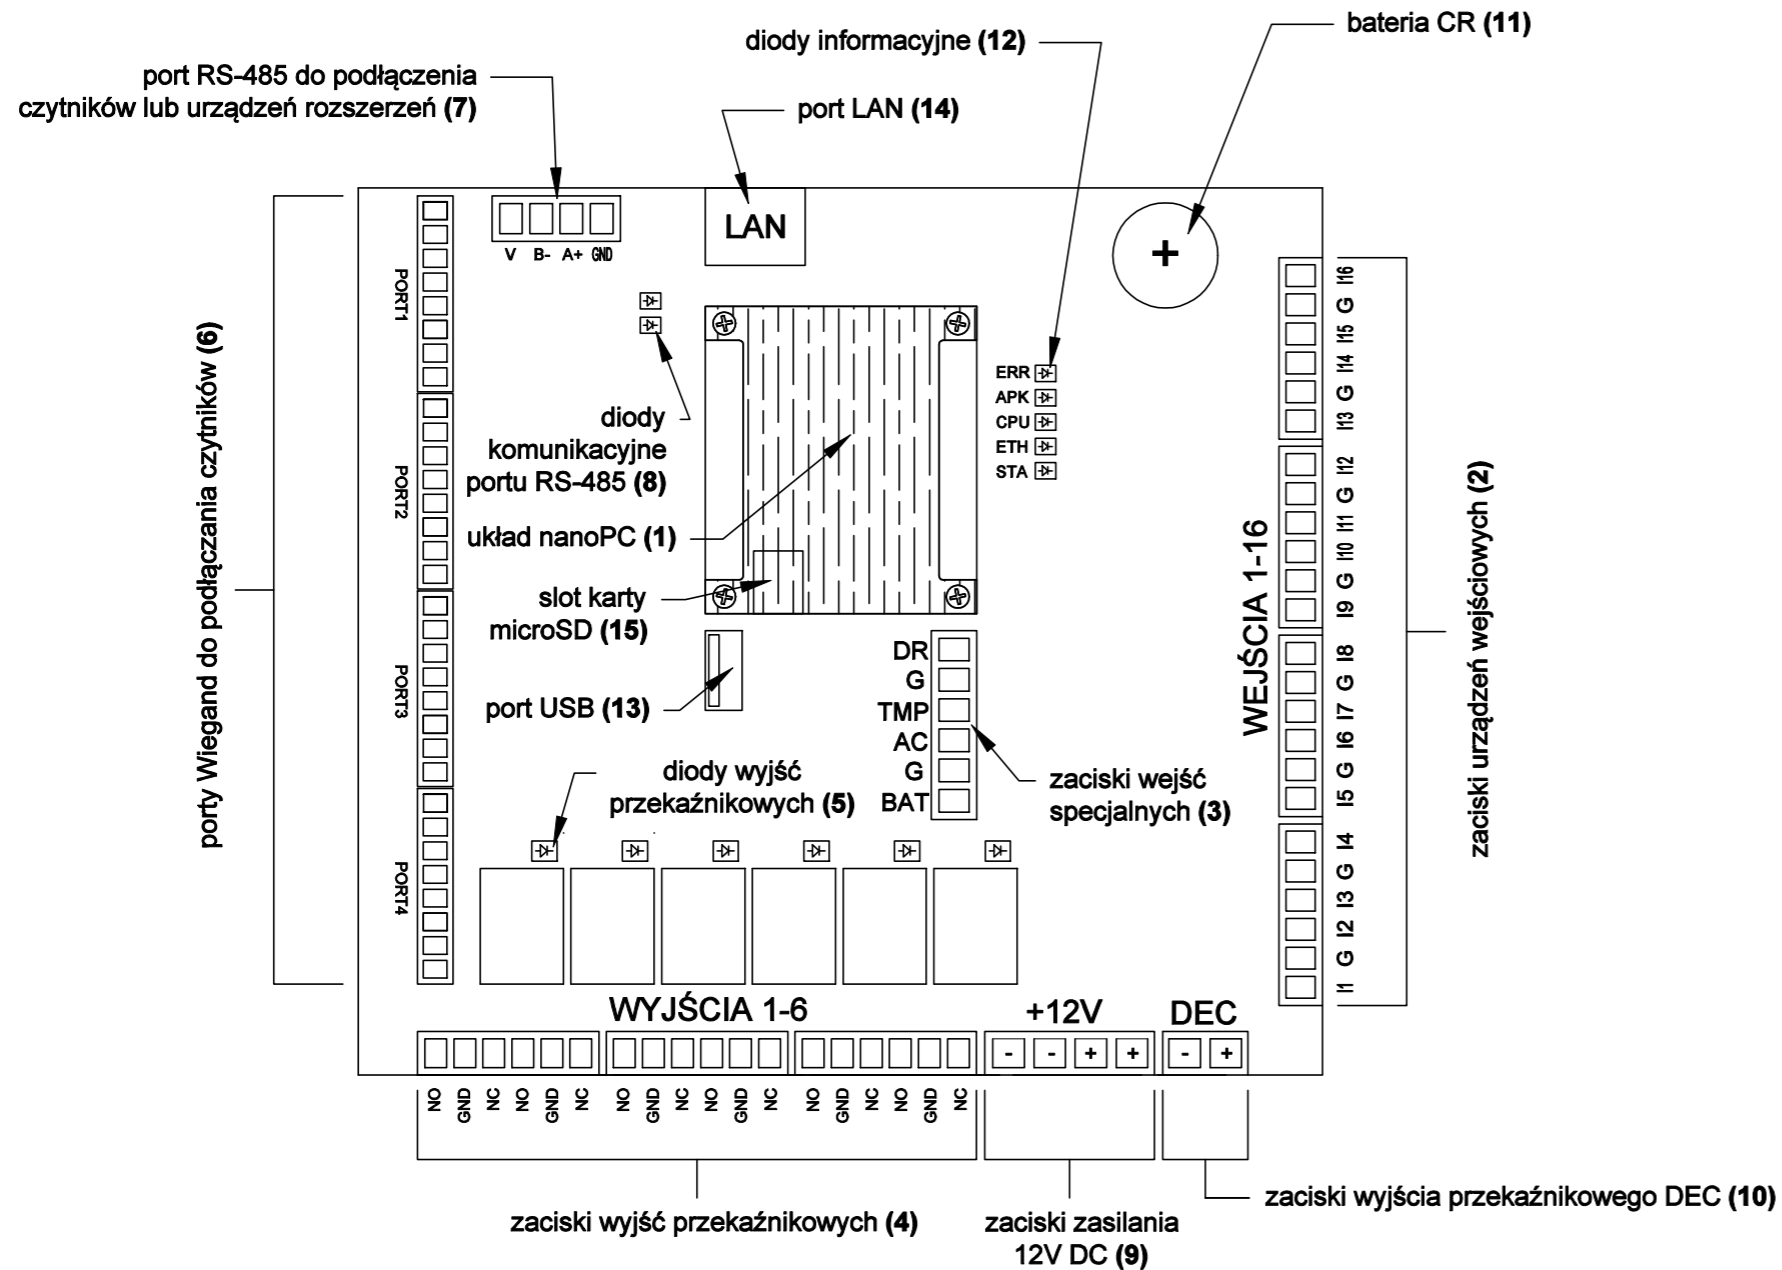 diody informacyjne (12)
bateria CR (11)
port RS-485 do podłączenia
czytników lub urządzeń rozszerzeń (7)
port LAN (14)
LAN
+
V B- A+ GND
PORT1
PORT2
PORT3
PORT4
porty Wiegand do podłączania czytników (6)
ERR
APK
CPU
ETH
STA
diody
komunikacyjne
portu RS-485 (8)
układ nanoPC (1)
slot karty
microSD (15)
port USB (13)
DR
G
TMP
AC
G
BAT
zaciski wejść
specjalnych (3)
diody wyjść
przekaźnikowych (5)
I16
G
I15
I14
G
I13
I12
G
I11
I10
G
I9
I8
G
I7
I6
G
I5
I4
G
I3
I2
G
I1
WEJŚCIA 1-16
zaciski urządzeń wejściowych (2)
WYJŚCIA 1-6
+12V
DEC
- - + +
- +
NO GND NC NO GND NC
NO GND NC NO GND NC
NO GND NC NO GND NC
zaciski wyjść przekaźnikowych (4)
zaciski zasilania
12V DC (9)
zaciski wyjścia przekaźnikowego DEC (10)